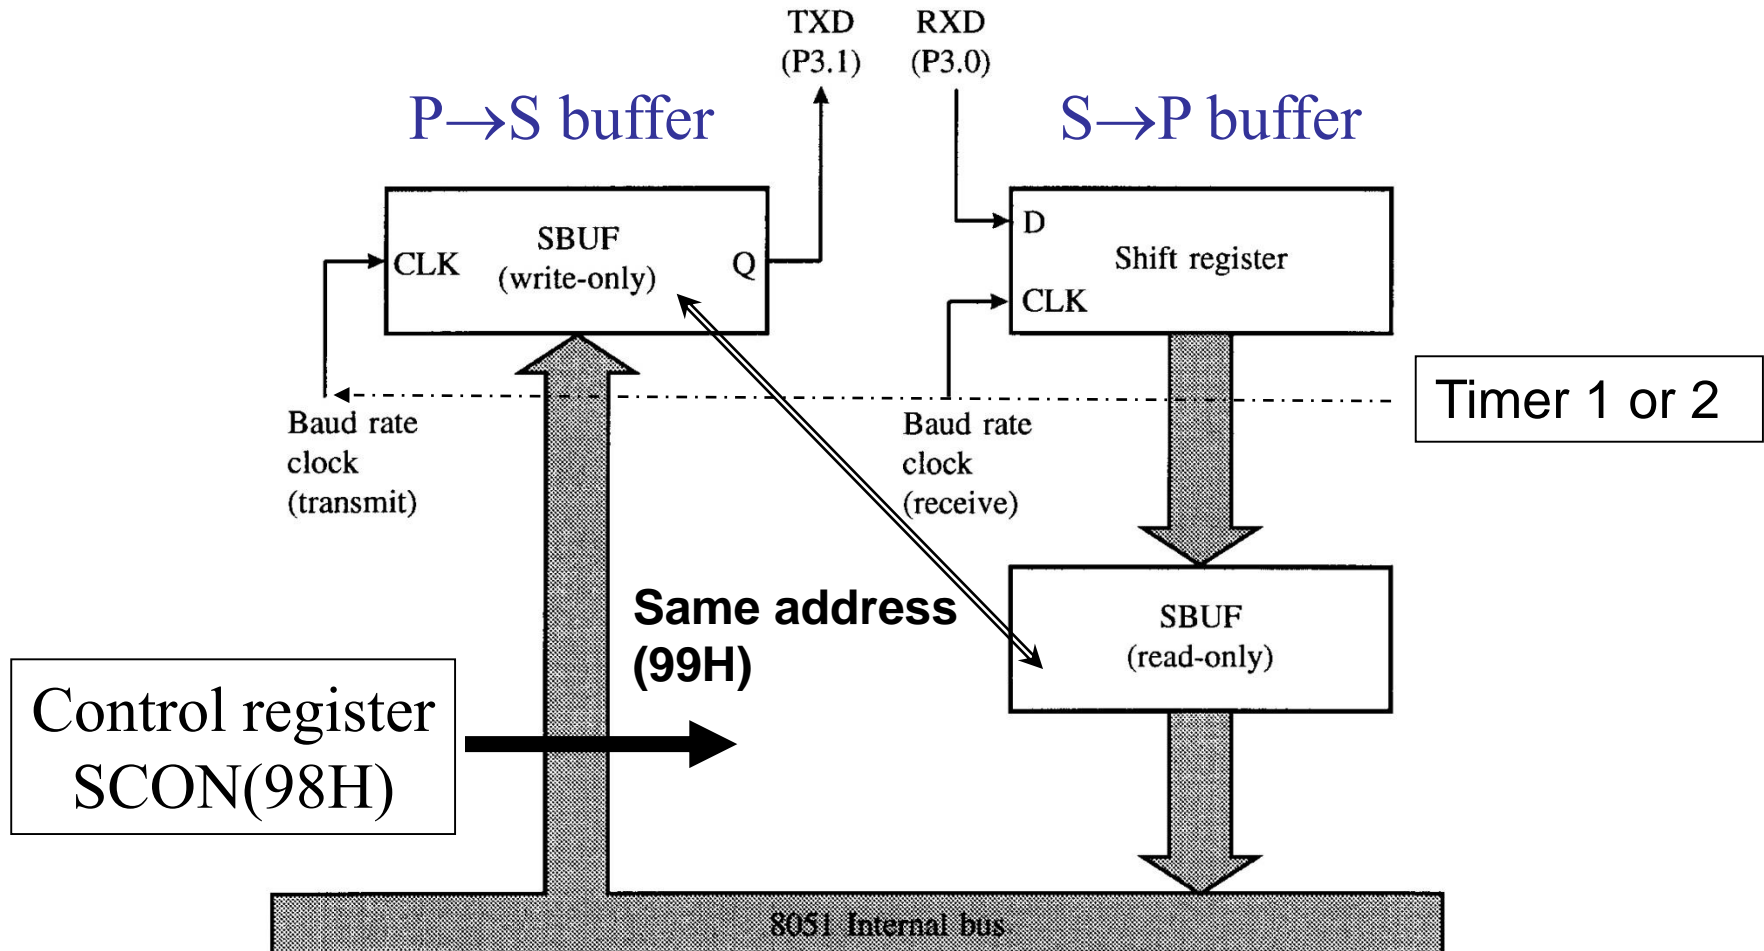 TXD
(P3.1)
RXD
(P3.0)
P→S buffer
S→P buffer
CLK
SBUF
(write-only)
Q
D
Shift register
CLK
Timer 1 or 2
Baud rate
clock
(transmit)
Baud rate
clock
(receive)
Same address
(99H)
SBUF
(read-only)
Control register
SCON(98H)
8051 Internal bus